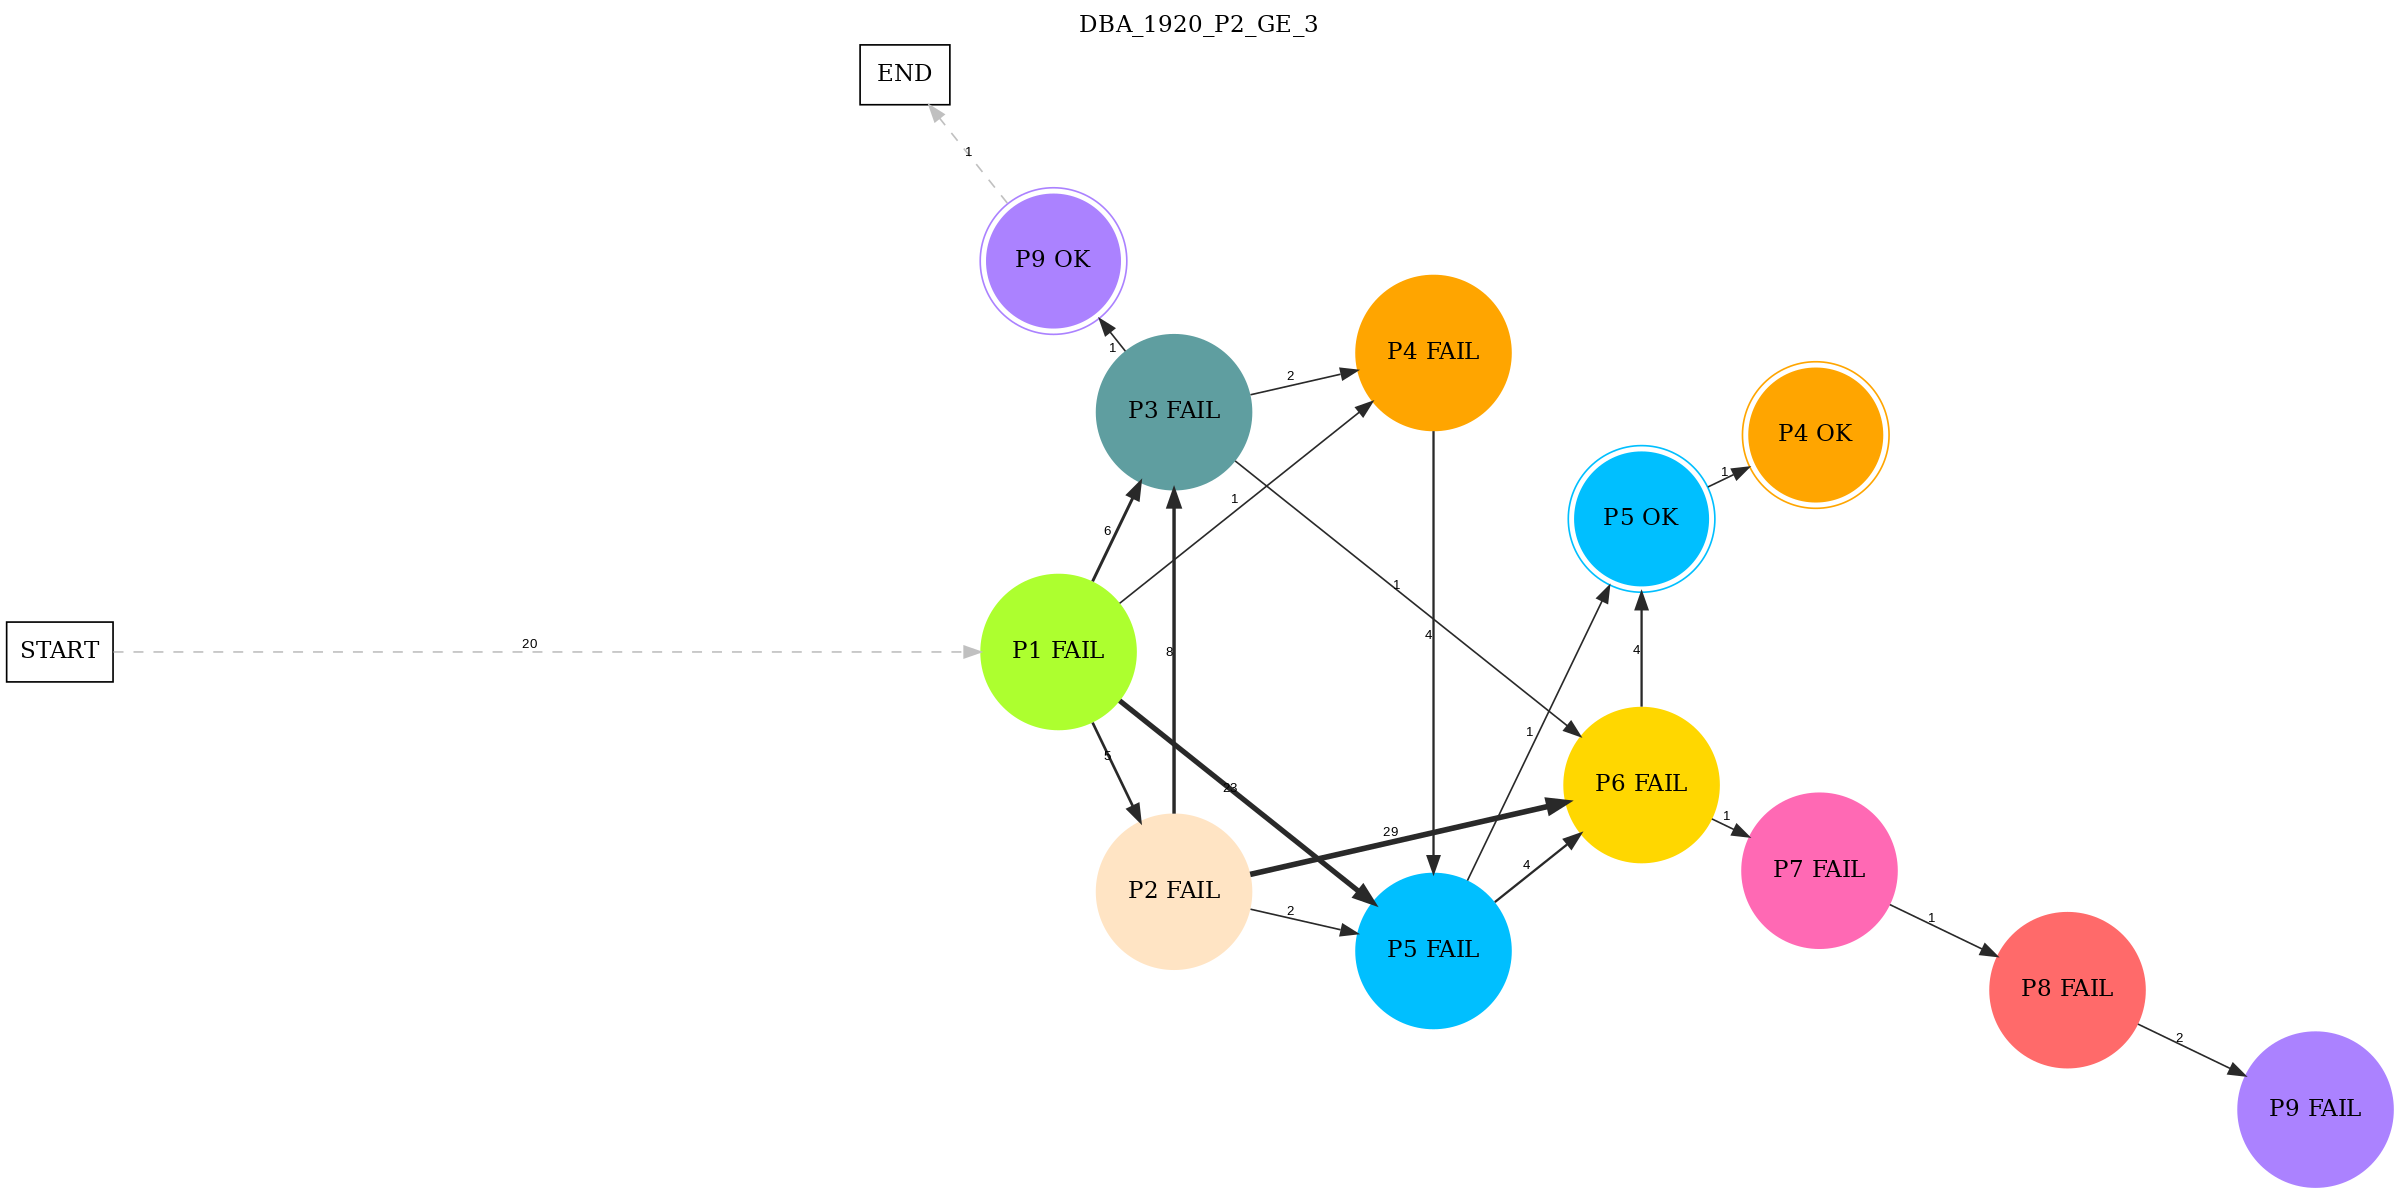 DBA_1920_P2_GE_3
END
1
P9 OK
1
P4 FAIL
2
P3 FAIL
P4 OK
1
1
P5 OK
6
1
4
START
20
P1 FAIL
8
4
1
5
23
P6 FAIL
1
29
4
P7 FAIL
P2 FAIL
2
1
P5 FAIL
P8 FAIL
2
P9 FAIL